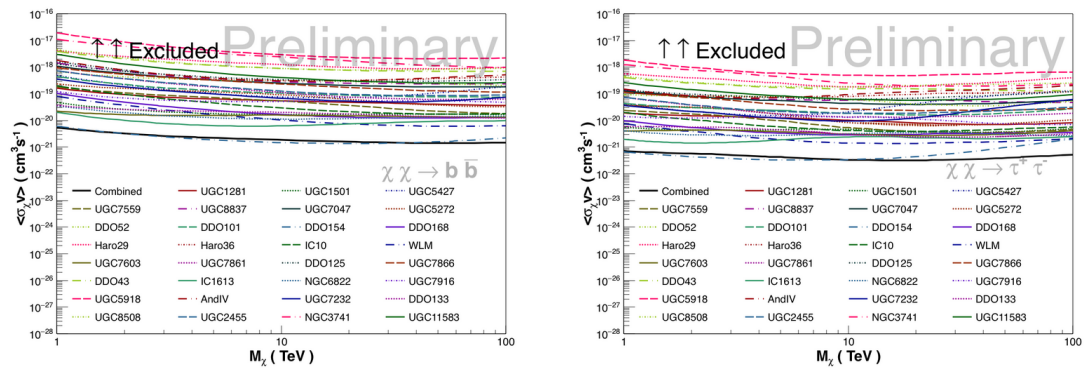 10⁻¹⁶
10⁻¹⁷
10⁻¹⁸
10⁻¹⁹
10⁻²⁰
10⁻²¹
10⁻²²
10⁻²³
10⁻²⁴
10⁻²⁵
10⁻²⁶
10⁻²⁷
10⁻²⁸
<σᵪv> (cm³s⁻¹)
↑↑ Excluded
Preliminary
χ χ → b b̅
Combined UGC1281 UGC1501 UGC5427
UGC7559 UGC8837 UGC7047 UGC5272
DDO52 DDO101 DDO154 DDO168
Haro29 Haro36 IC10 WLM
UGC7603 UGC7861 DDO125 UGC7866
DDO43 IC1613 NGC6822 UGC7916
UGC5918 AndIV UGC7232 DDO133
UGC8508 UGC2455 NGC3741 UGC11583
1 10 100
Mᵪ ( TeV )
10⁻¹⁶
10⁻¹⁷
10⁻¹⁸
10⁻¹⁹
10⁻²⁰
10⁻²¹
10⁻²²
10⁻²³
10⁻²⁴
10⁻²⁵
10⁻²⁶
10⁻²⁷
10⁻²⁸
<σᵪv> (cm³s⁻¹)
↑↑ Excluded
Preliminary
χ χ → τ⁺ τ⁻
Combined UGC1281 UGC1501 UGC5427
UGC7559 UGC8837 UGC7047 UGC5272
DDO52 DDO101 DDO154 DDO168
Haro29 Haro36 IC10 WLM
UGC7603 UGC7861 DDO125 UGC7866
DDO43 IC1613 NGC6822 UGC7916
UGC5918 AndIV UGC7232 DDO133
UGC8508 UGC2455 NGC3741 UGC11583
1 10 100
Mᵪ ( TeV )